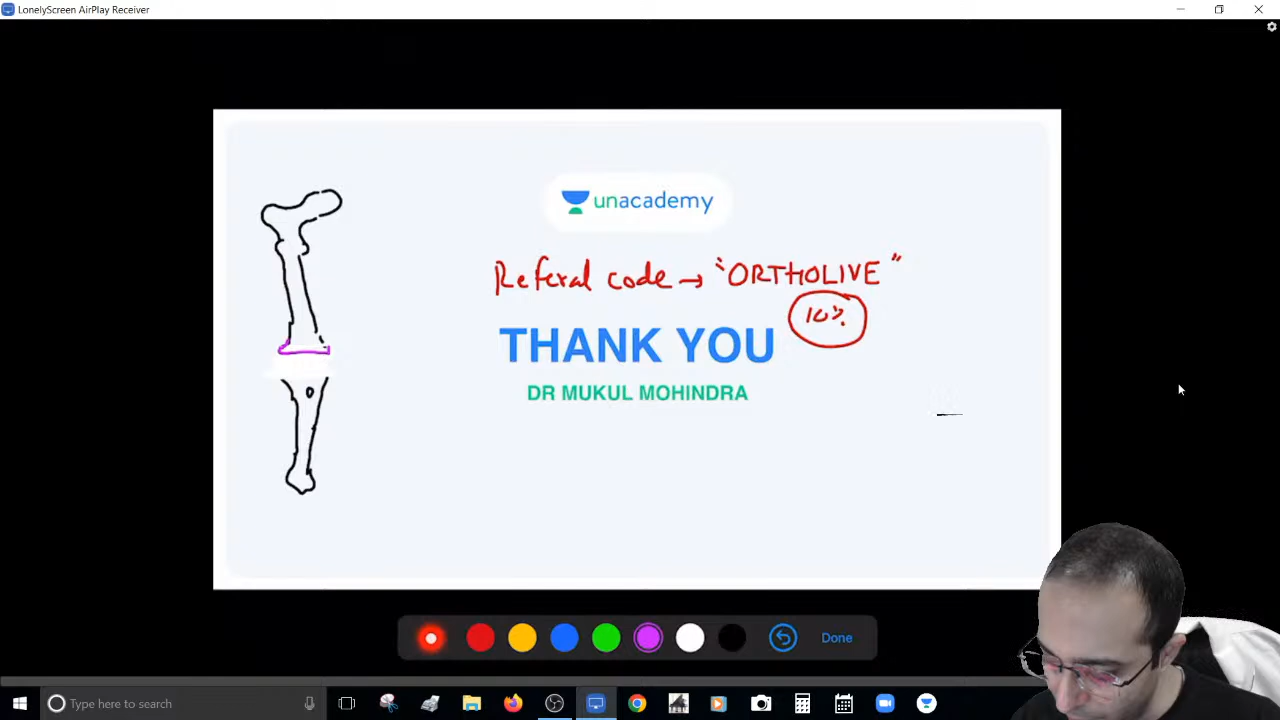 LonelyScreen AirPlay Receiver
unacademy
Referal code → "ORTHOLIVE"
10%
THANK YOU
DR MUKUL MOHINDRA
Done
Type here to search